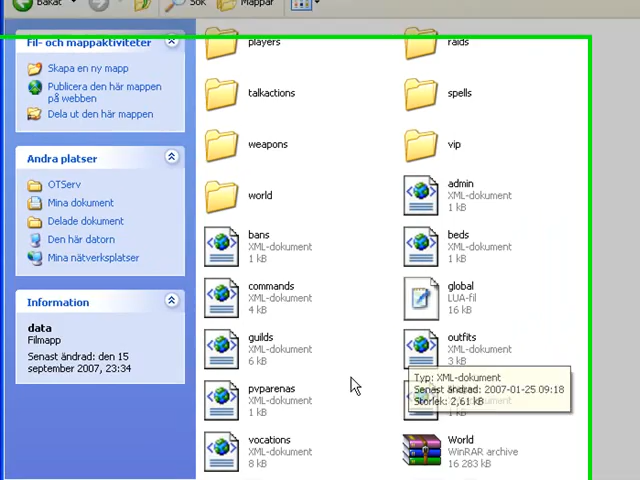 Bakåt
Sök
Mappar
Fil- och mappaktiviteter
Skapa en ny mapp
Publicera den här mappen
på webben
Dela ut den här mappen
Andra platser
OTServ
Mina dokument
Delade dokument
Den här datorn
Mina nätverksplatser
Information
data
Filmapp
Senast ändrad: den 15
september 2007, 23:34
players
raids
talkactions
spells
weapons
vip
world
admin
XML-dokument
1 kB
bans
XML-dokument
1 kB
beds
XML-dokument
1 kB
commands
XML-dokument
4 kB
global
LUA-fil
16 kB
guilds
XML-dokument
6 kB
outfits
XML-dokument
3 kB
Typ: XML-dokument
Senast ändrad: 2007-01-25 09:18
Storlek: 2,61 kB
pvparenas
XML-dokument
1 kB
vocations
XML-dokument
8 kB
World
WinRAR archive
16 283 kB